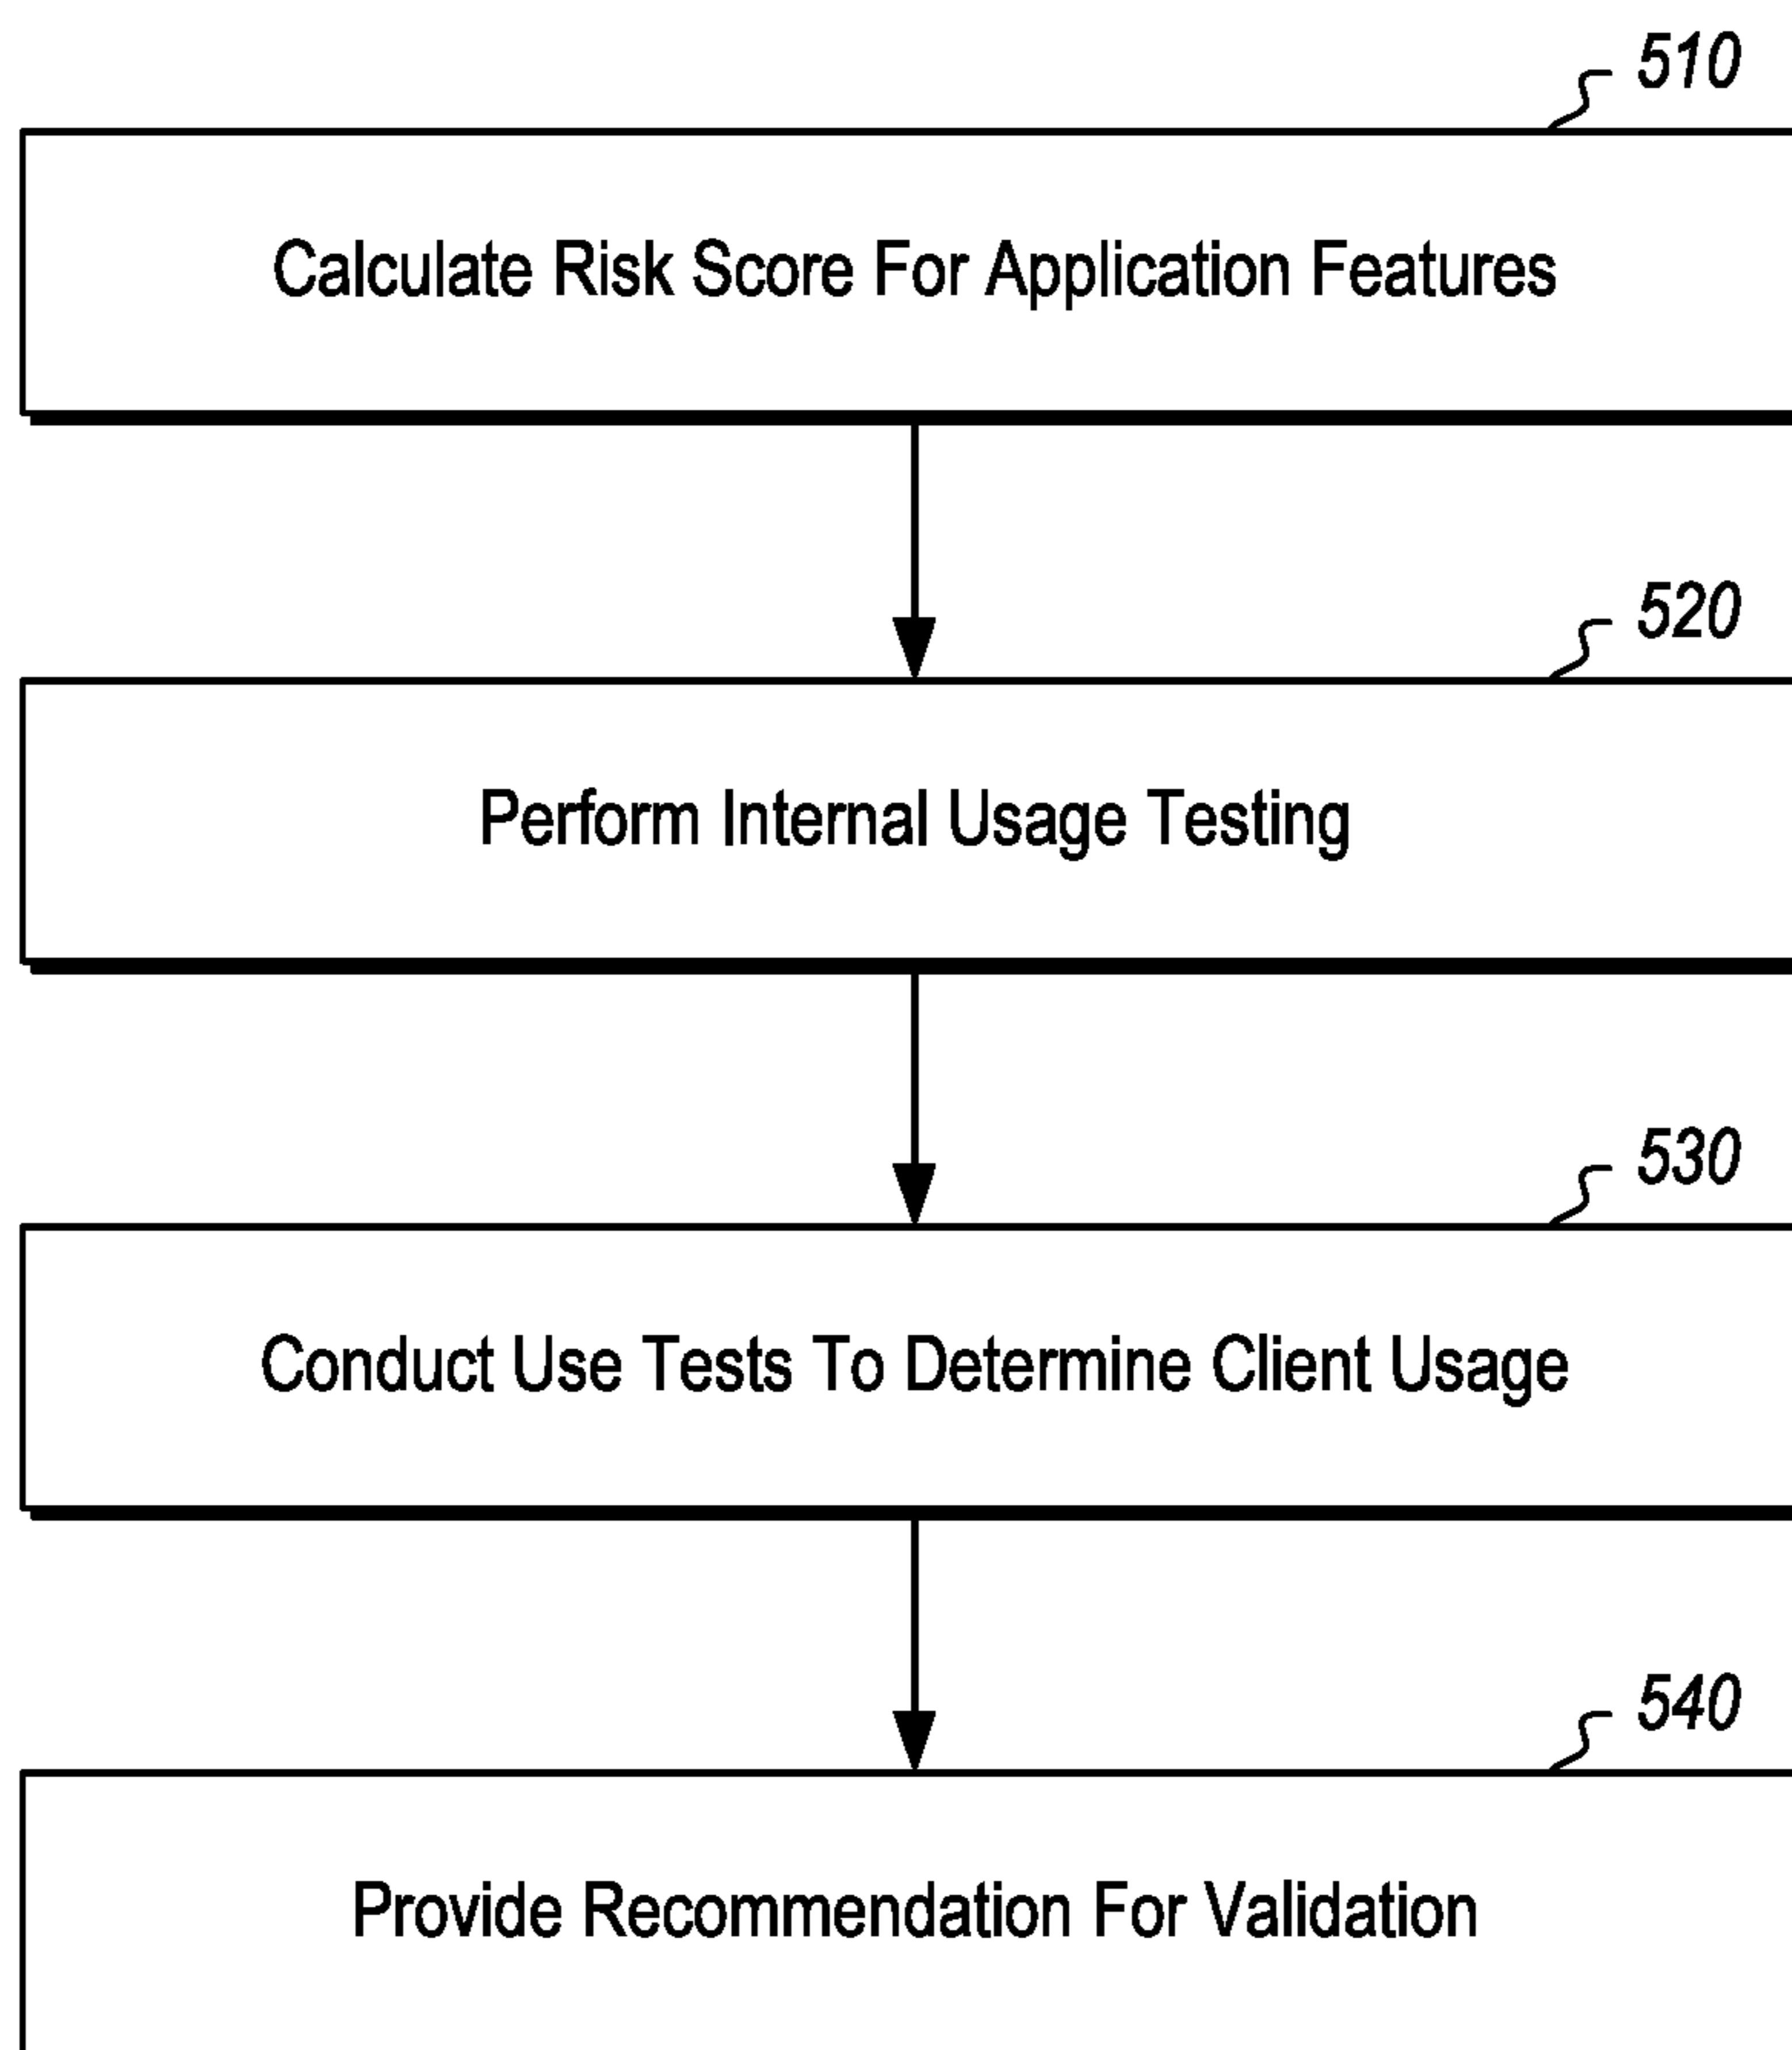 510
Calculate Risk Score For Application Features
520
Perform Internal Usage Testing
530
Conduct Use Tests To Determine Client Usage
540
Provide Recommendation For Validation